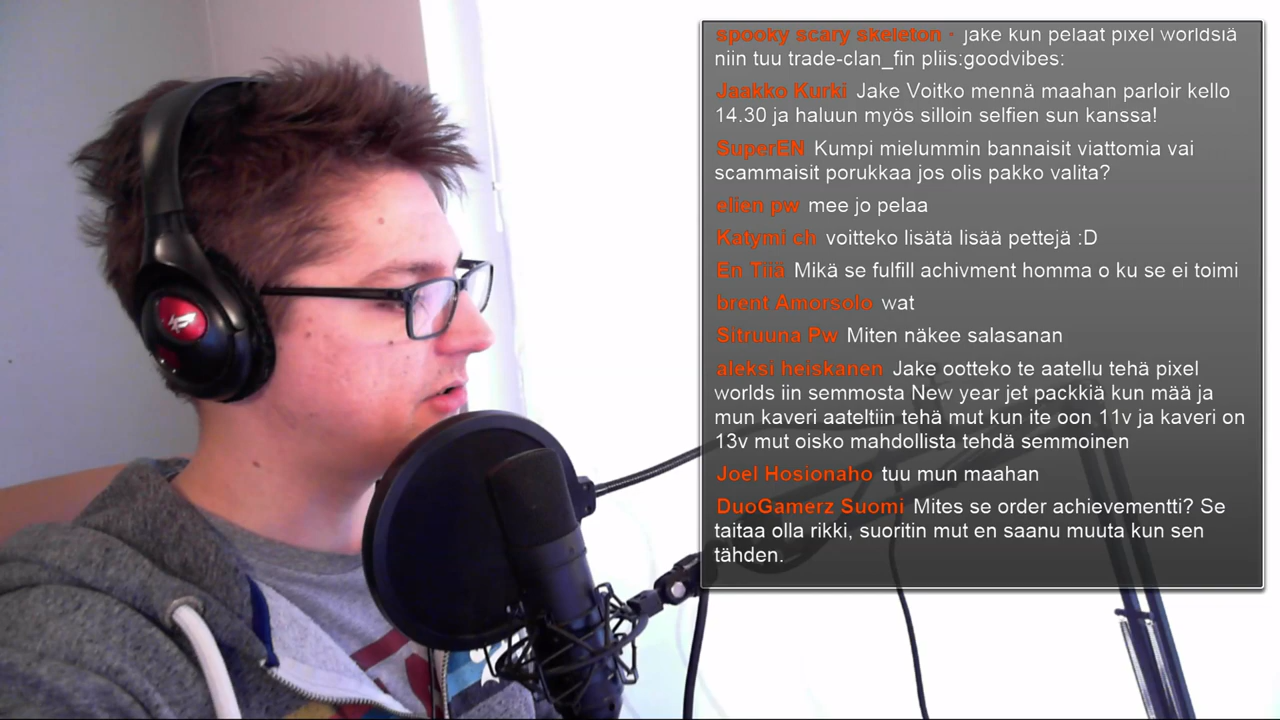 spooky scary skeleton · jake kun pelaat pixel worldsiä
niin tuu trade-clan_fin pliis:goodvibes:
Jaakko Kurki Jake Voitko mennä maahan parloir kello
14.30 ja haluun myös silloin selfien sun kanssa!
SuperEN Kumpi mielummin bannaisit viattomia vai
scammaisit porukkaa jos olis pakko valita?
elien pw mee jo pelaa
Katymi ch voitteko lisätä lisää pettejä :D
En Tiiä Mikä se fulfill achivment homma o ku se ei toimi
brent Amorsolo wat
Sitruuna Pw Miten näkee salasanan
aleksi heiskanen Jake ootteko te aatellu tehä pixel
worlds iin semmosta New year jet packkiä kun mää ja
mun kaveri aateltiin tehä mut kun ite oon 11v ja kaveri on
13v mut oisko mahdollista tehdä semmoinen
Joel Hosionaho tuu mun maahan
DuoGamerz Suomi Mites se order achievementti? Se
taitaa olla rikki, suoritin mut en saanu muuta kun sen
tähden.